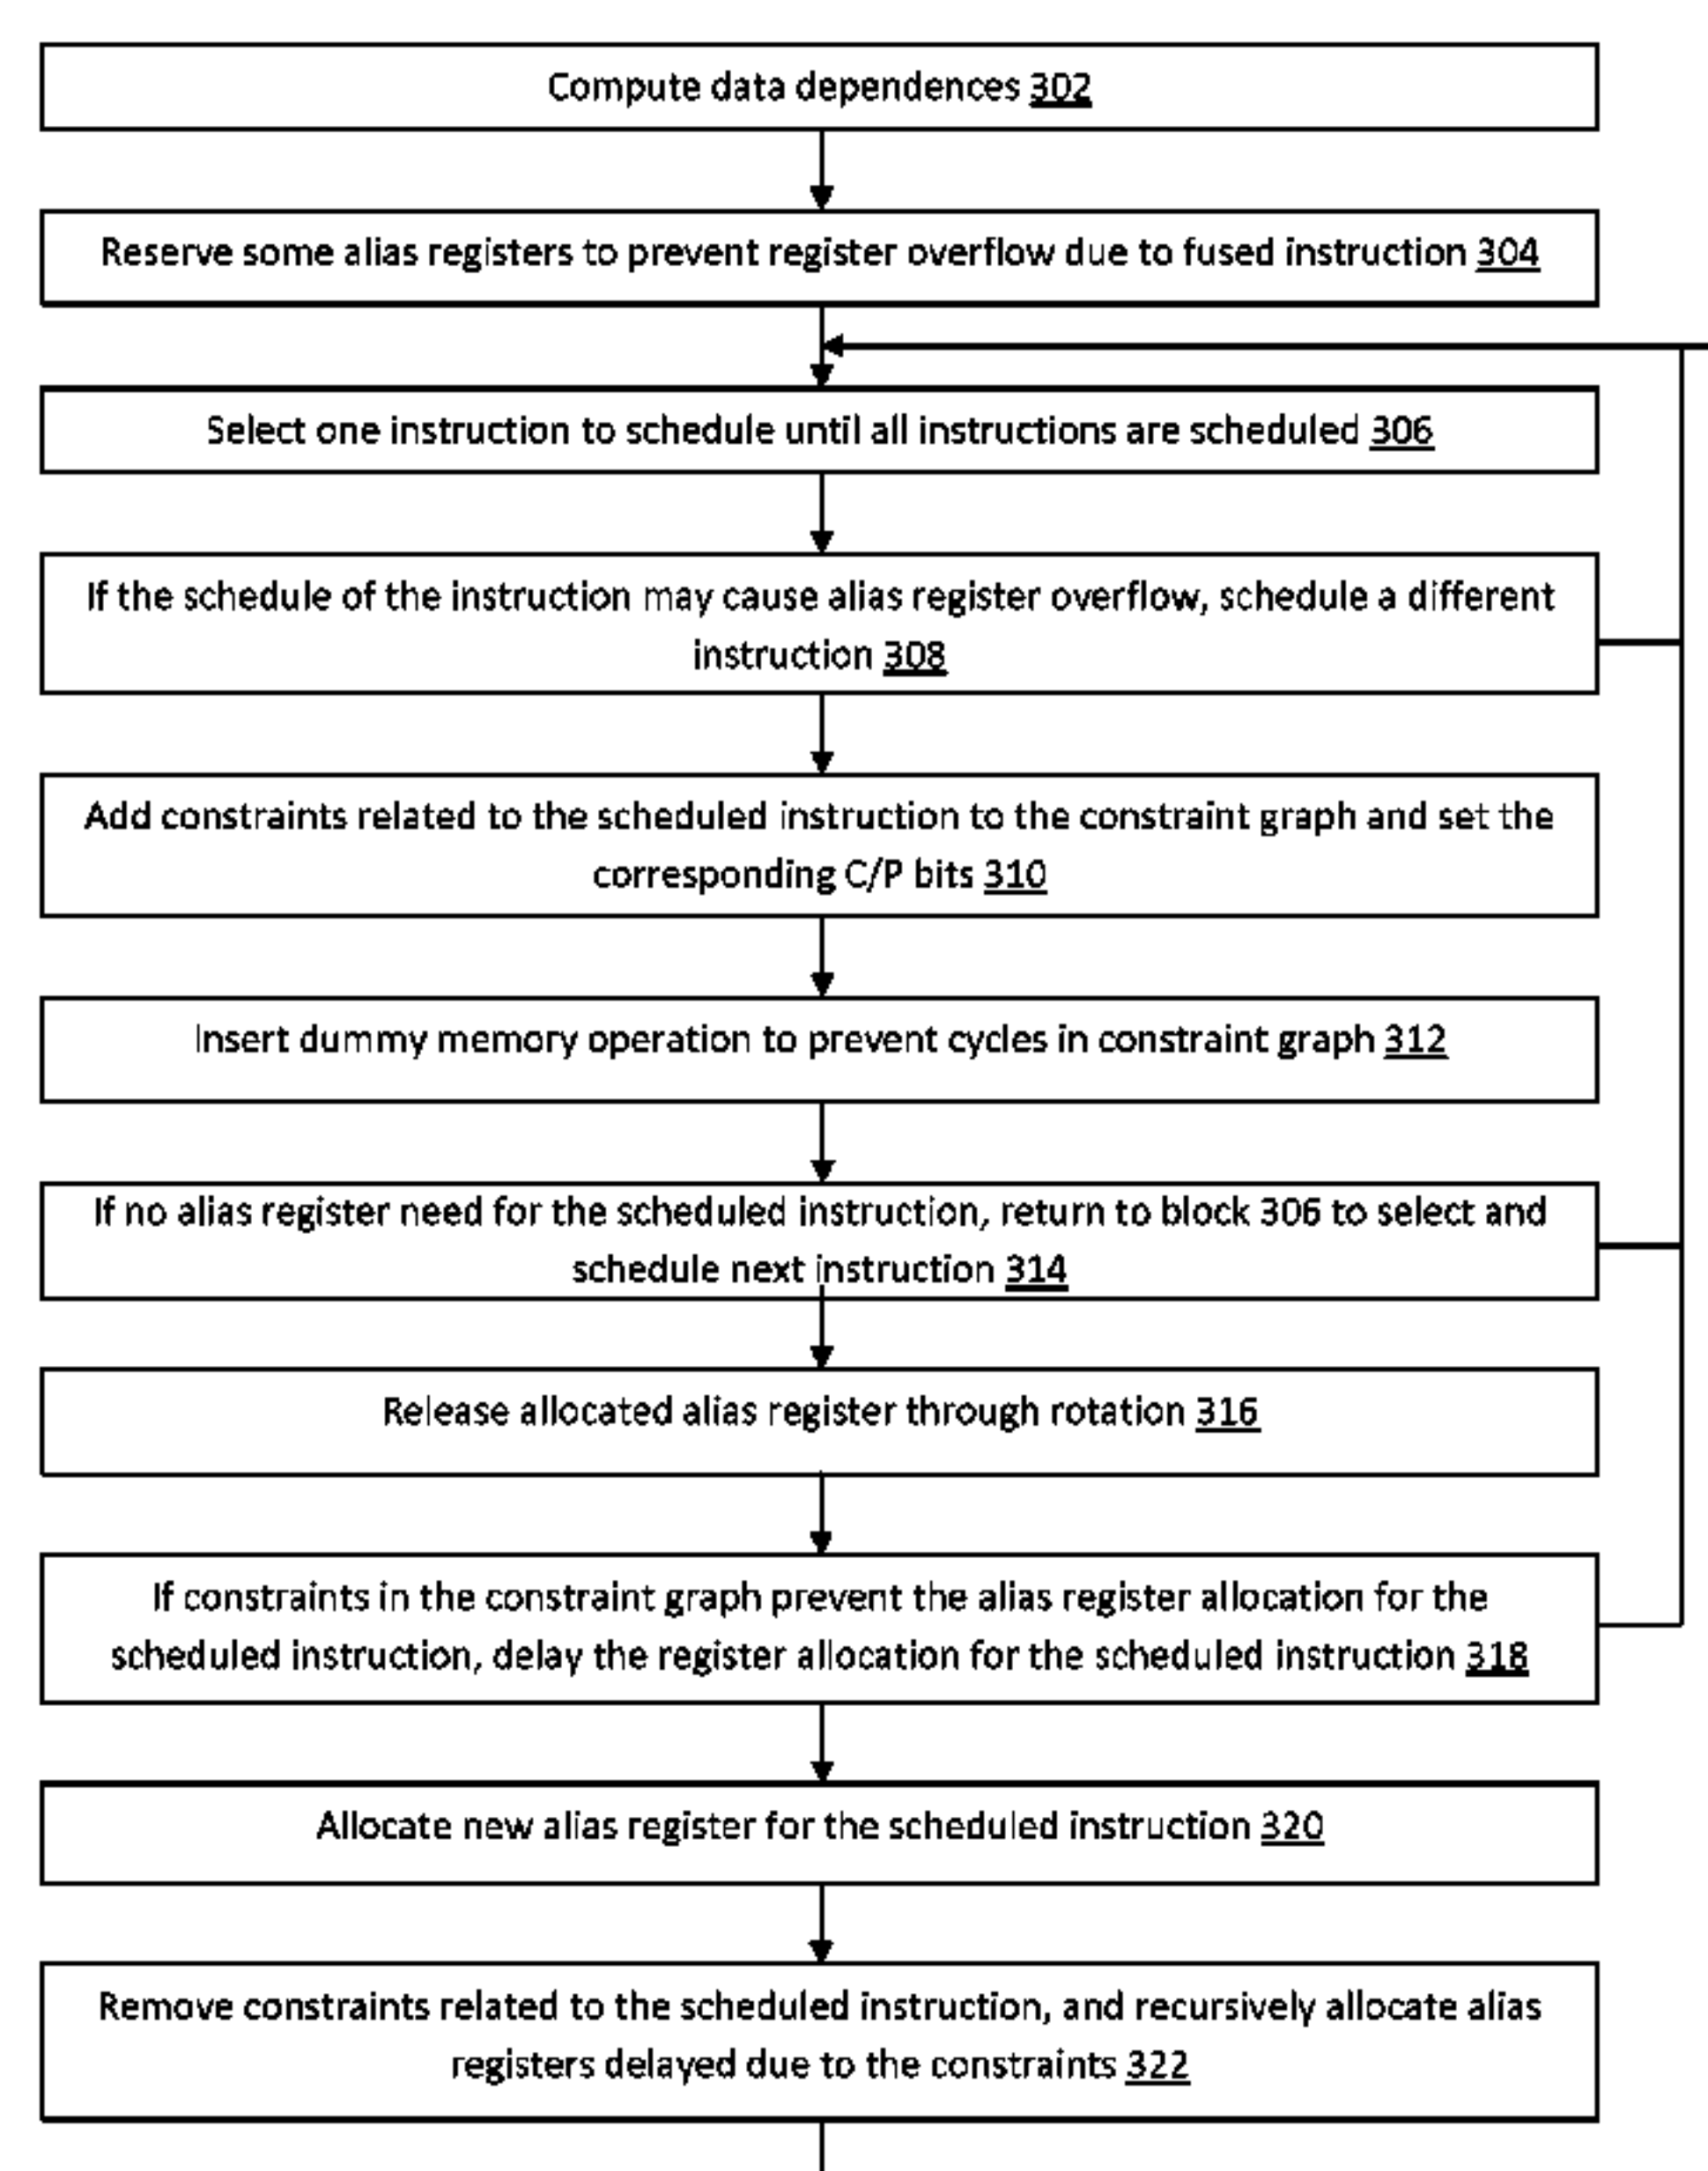 Compute data dependences 302
Reserve some alias registers to prevent register overflow due to fused instruction 304
Select one instruction to schedule until all instructions are scheduled 306
If the schedule of the instruction may cause alias register overflow, schedule a different
instruction 308
Add constraints related to the scheduled instruction to the constraint graph and set the
corresponding C/P bits 310
Insert dummy memory operation to prevent cycles in constraint graph 312
If no alias register need for the scheduled instruction, return to block 306 to select and
schedule next instruction 314
Release allocated alias register through rotation 316
If constraints in the constraint graph prevent the alias register allocation for the
scheduled instruction, delay the register allocation for the scheduled instruction 318
Allocate new alias register for the scheduled instruction 320
Remove constraints related to the scheduled instruction, and recursively allocate alias
registers delayed due to the constraints 322